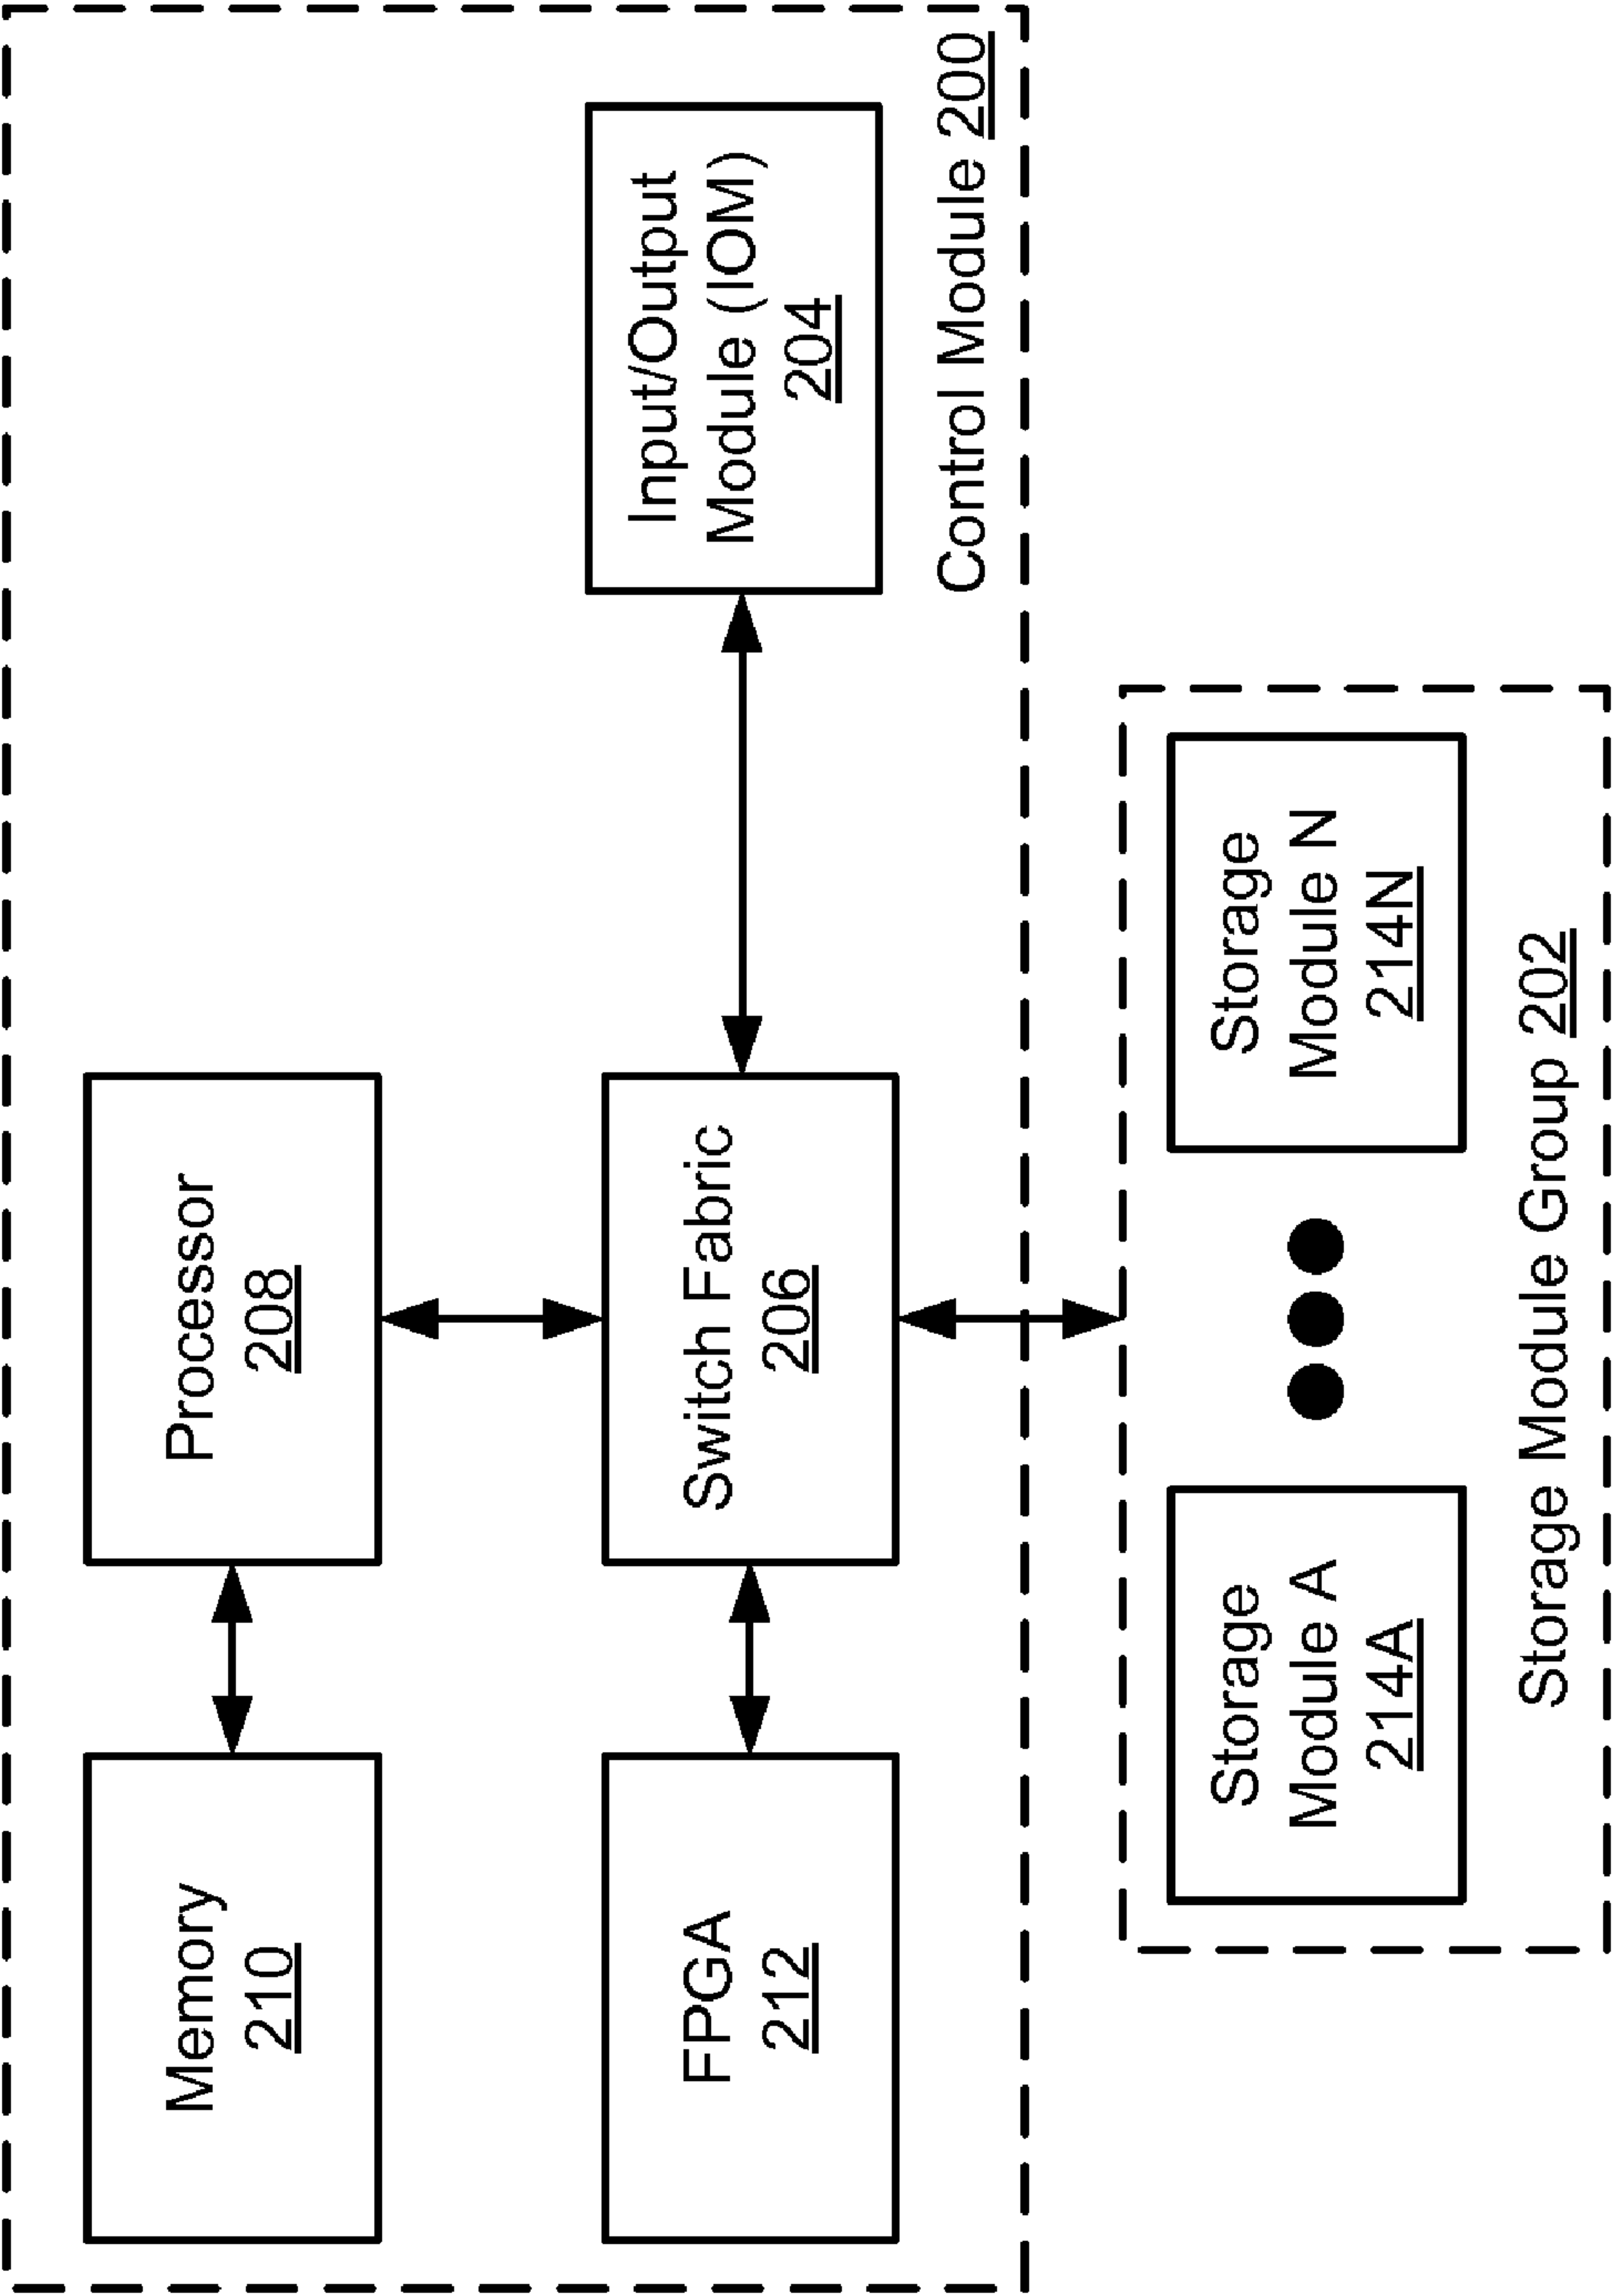 Memory
210
Processor
208
FPGA
212
Switch Fabric
206
Input/Output
Module (IOM)
204
Control Module 200
Storage
Module A
214A
Storage
Module N
214N
Storage Module Group 202